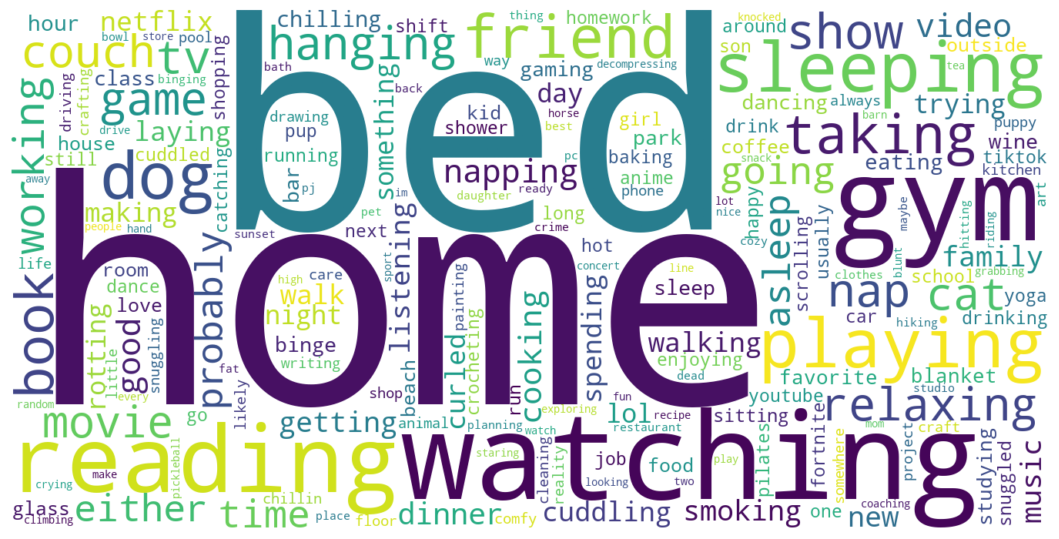 hour
netflix
chilling
shift
homework
thing
around
knocked
show
video
couch
tv
bowl
store
pool
hanging
friend
way
decompressing
son
outside
binging
bath
back
gaming
sleeping
tea
driving
class
shopping
bed
game
drawing
something
horse
best
day
dancing
always
trying
crafting
pup
kid
shower
girl
park
drink
barn
puppy
working
drive
laying
running
baking
coffee
taking
wine
house
still
cuddled
catching
bar
pj
im
napping
pc
anime
phone
snack
going
eating
tiktok
kitchen
away
dog
home
ready
daughter
lot
nice
happy
gym
art
making
people
hand
pet
long
crime
maybe
hitting
riding
life
probably
sunset
next
cozy
scrolling
usually
family
book
room
dance
love
good
snuggling
high
care
walk
night
listening
sport
painting
hot
concert
line
sleep
asleep
clothes
blunt
school
grabbing
nap
cat
yoga
rotting
little
binge
writing
beach
curled
crocheting
cooking
spending
walking
enjoying
car
hiking
drinking
playing
random
every
fat
likely
shop
run
dead
favorite
blanket
studio
movie
go
getting
animal
planning
exploring
watch
fun
lol
restaurant
recipe
sitting
youtube
relaxing
mom
craft
reading
watching
staring
cleaning
reality
job
looking
food
two
play
pilates
fortnite
somewhere
project
studying
snuggled
music
crying
make
pickleball
glass
climbing
either
time
chillin
place
floor
dinner
comfy
cuddling
smoking
one
new
coaching